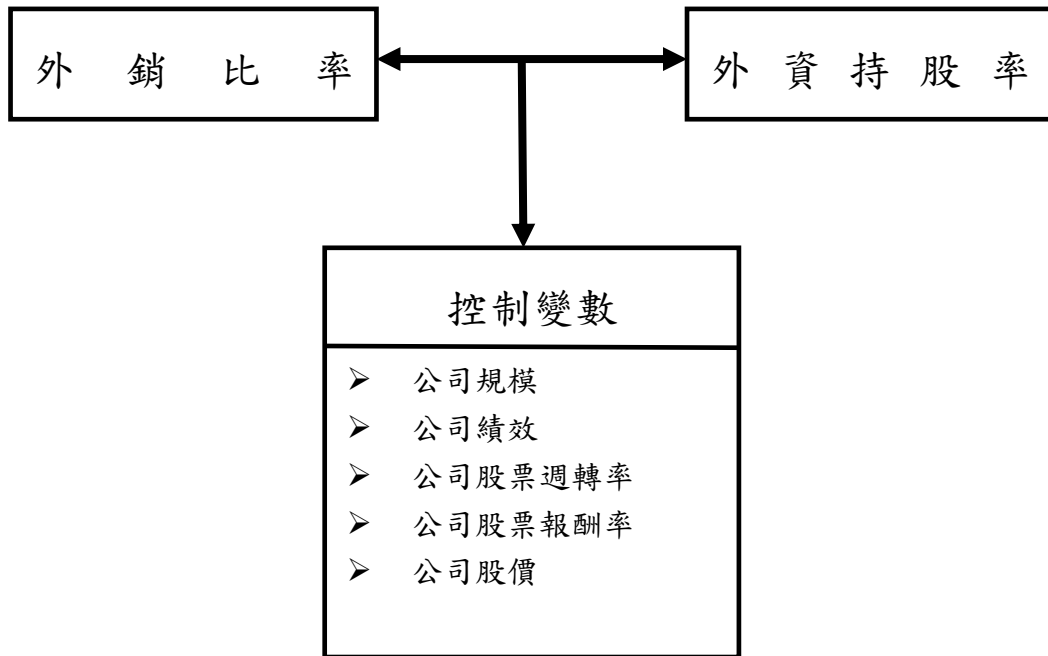 外銷比率
外資持股率
控制變數
➢ 公司規模
➢ 公司績效
➢ 公司股票週轉率
➢ 公司股票報酬率
➢ 公司股價